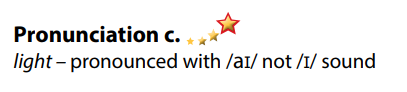 Pronunciation c.
light – pronounced with /aɪ/ not /ɪ/ sound